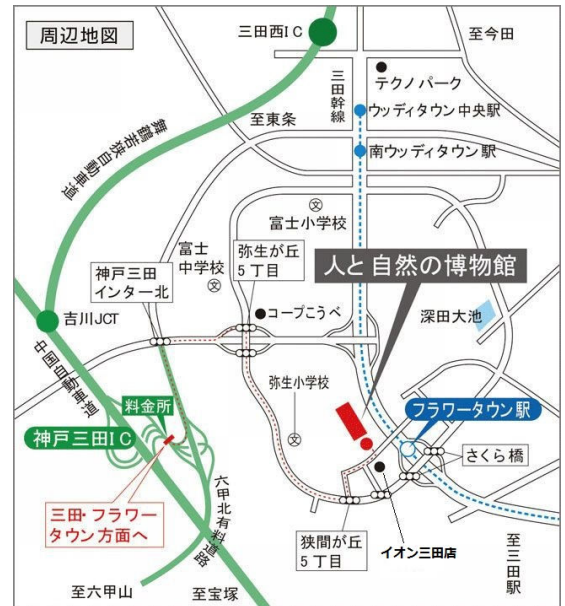 周辺地図
三田西IC
至今田
三田幹線
テクノパーク
ウッディタウン中央駅
至東条
南ウッディタウン駅
舞鶴若狭自動車道
富士小学校
文
富士
中学校
文
弥生が丘
5丁目
人と自然の博物館
神戸三田
インター北
コープこうべ
深田大池
吉川JCT
中国自動車道
弥生小学校
文
料金所
フラワータウン駅
神戸三田IC
さくら橋
三田・フラワー
タウン方面へ
六甲北有料道路
狭間が丘
5丁目
イオン三田店
至三田駅
至六甲山
至宝塚